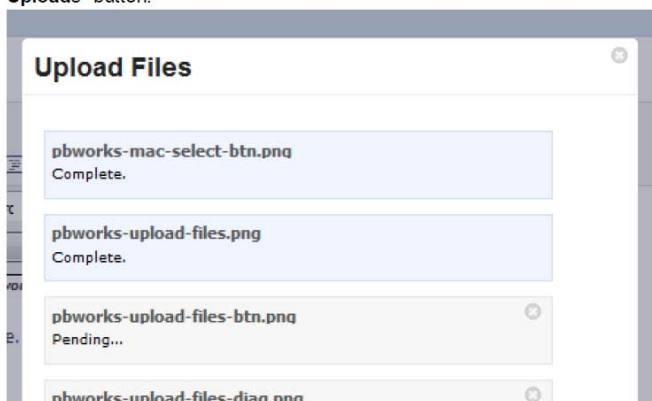 Uploads" button.
Upload Files
pbworks-mac-select-btn.png
Complete.
pbworks-upload-files.png
Complete.
pbworks-upload-files-btn.png
Pending...
pbworks-upload-files-diag.png